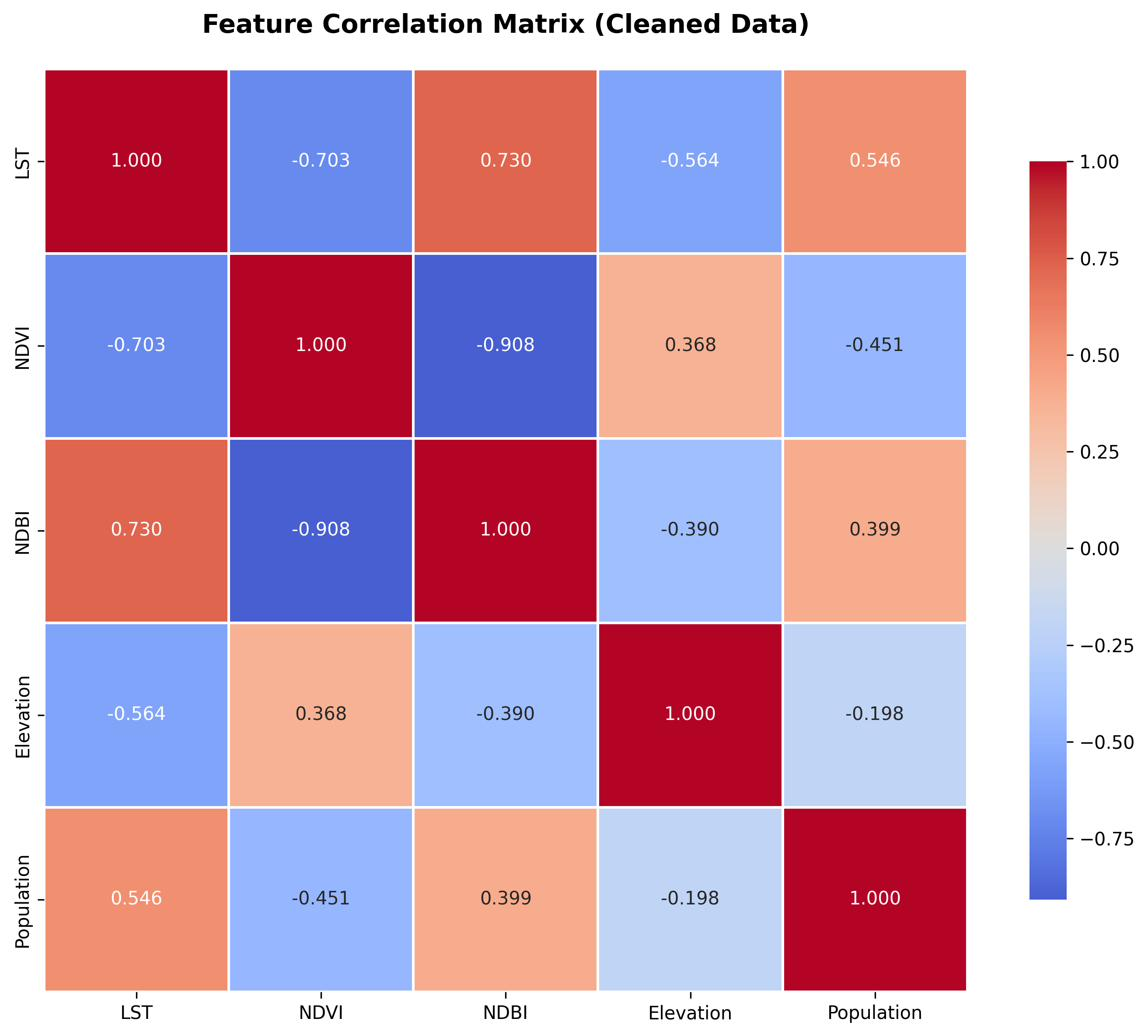 Feature Correlation Matrix (Cleaned Data)
LST
1.000 -0.703 0.730 -0.564 0.546
NDVI
-0.703 1.000 -0.908 0.368 -0.451
NDBI
0.730 -0.908 1.000 -0.390 0.399
Elevation
-0.564 0.368 -0.390 1.000 -0.198
Population
0.546 -0.451 0.399 -0.198 1.000
LST NDVI NDBI Elevation Population
1.00
0.75
0.50
0.25
0.00
−0.25
−0.50
−0.75